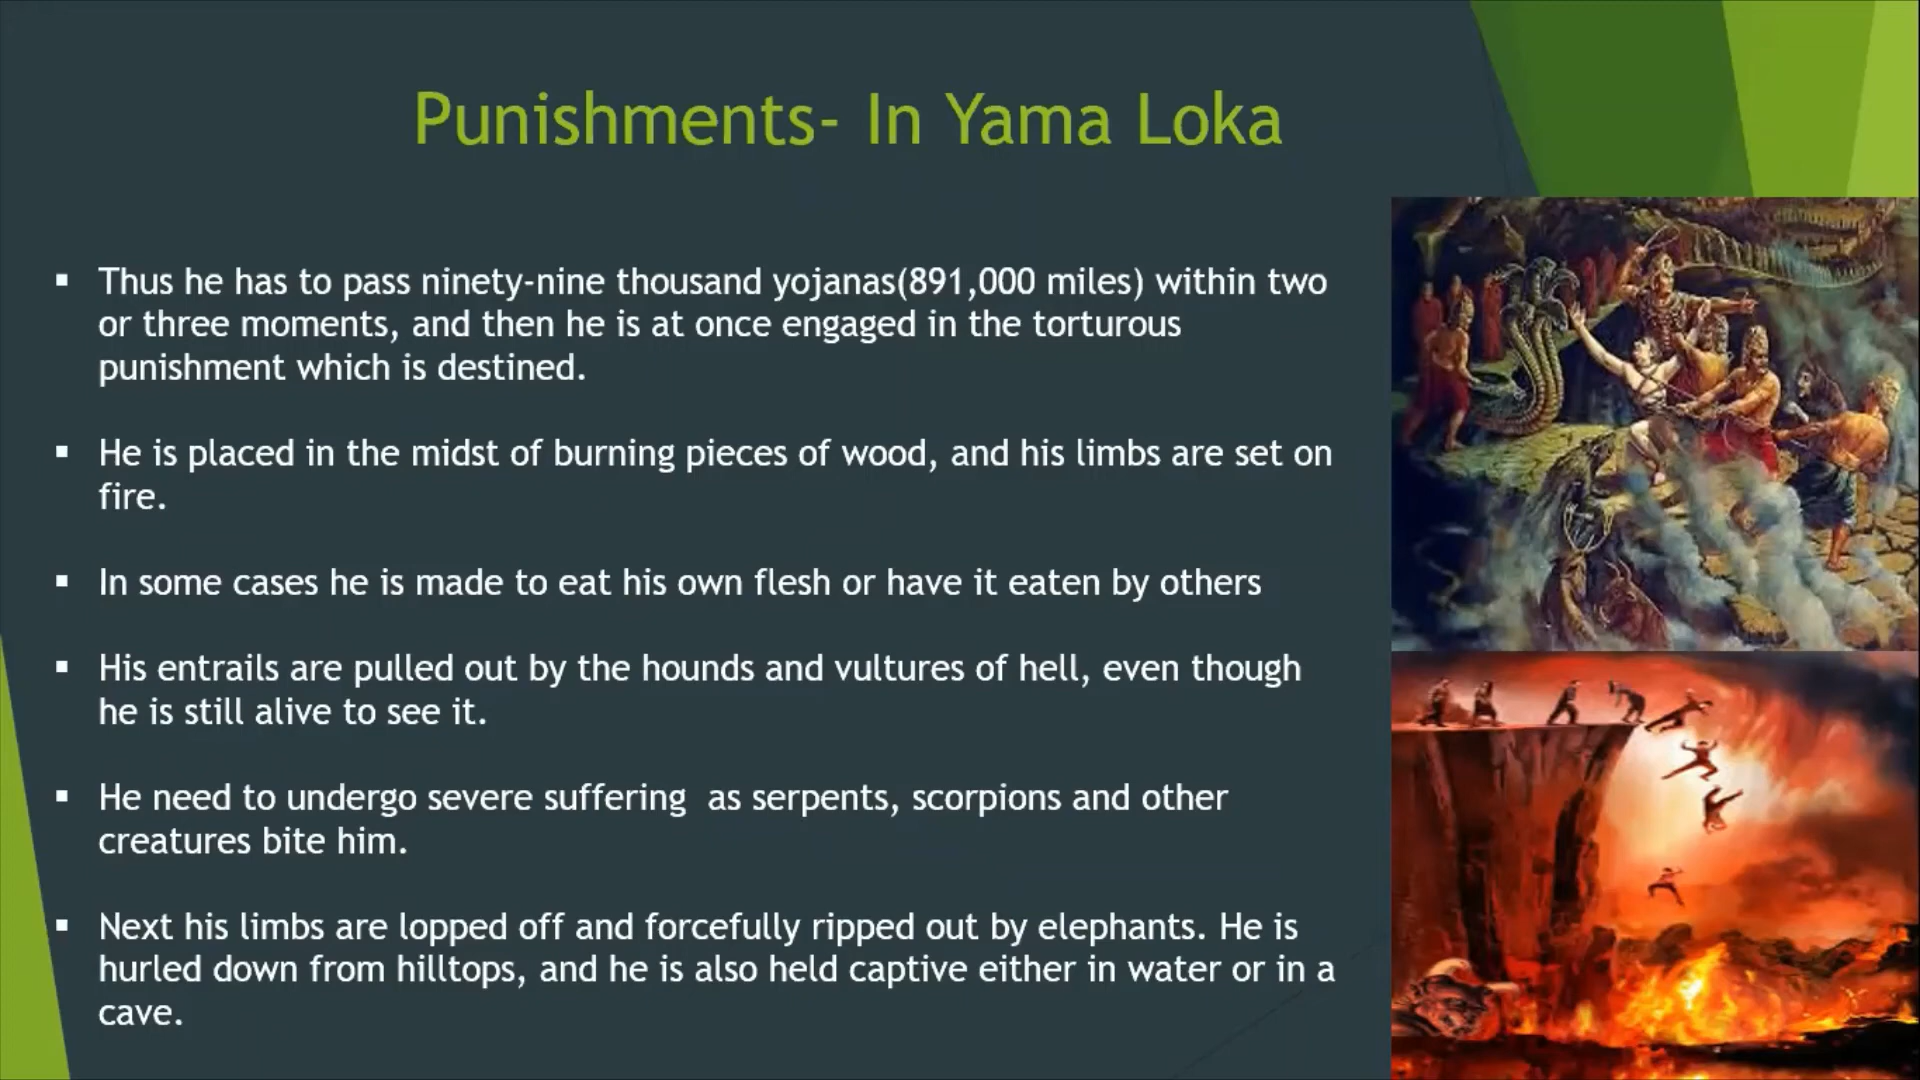 Punishments- In Yama Loka
▪ Thus he has to pass ninety-nine thousand yojanas(891,000 miles) within two
or three moments, and then he is at once engaged in the torturous
punishment which is destined.
▪ He is placed in the midst of burning pieces of wood, and his limbs are set on
fire.
▪ In some cases he is made to eat his own flesh or have it eaten by others
▪ His entrails are pulled out by the hounds and vultures of hell, even though
he is still alive to see it.
▪ He need to undergo severe suffering  as serpents, scorpions and other
creatures bite him.
▪ Next his limbs are lopped off and forcefully ripped out by elephants. He is
hurled down from hilltops, and he is also held captive either in water or in a
cave.